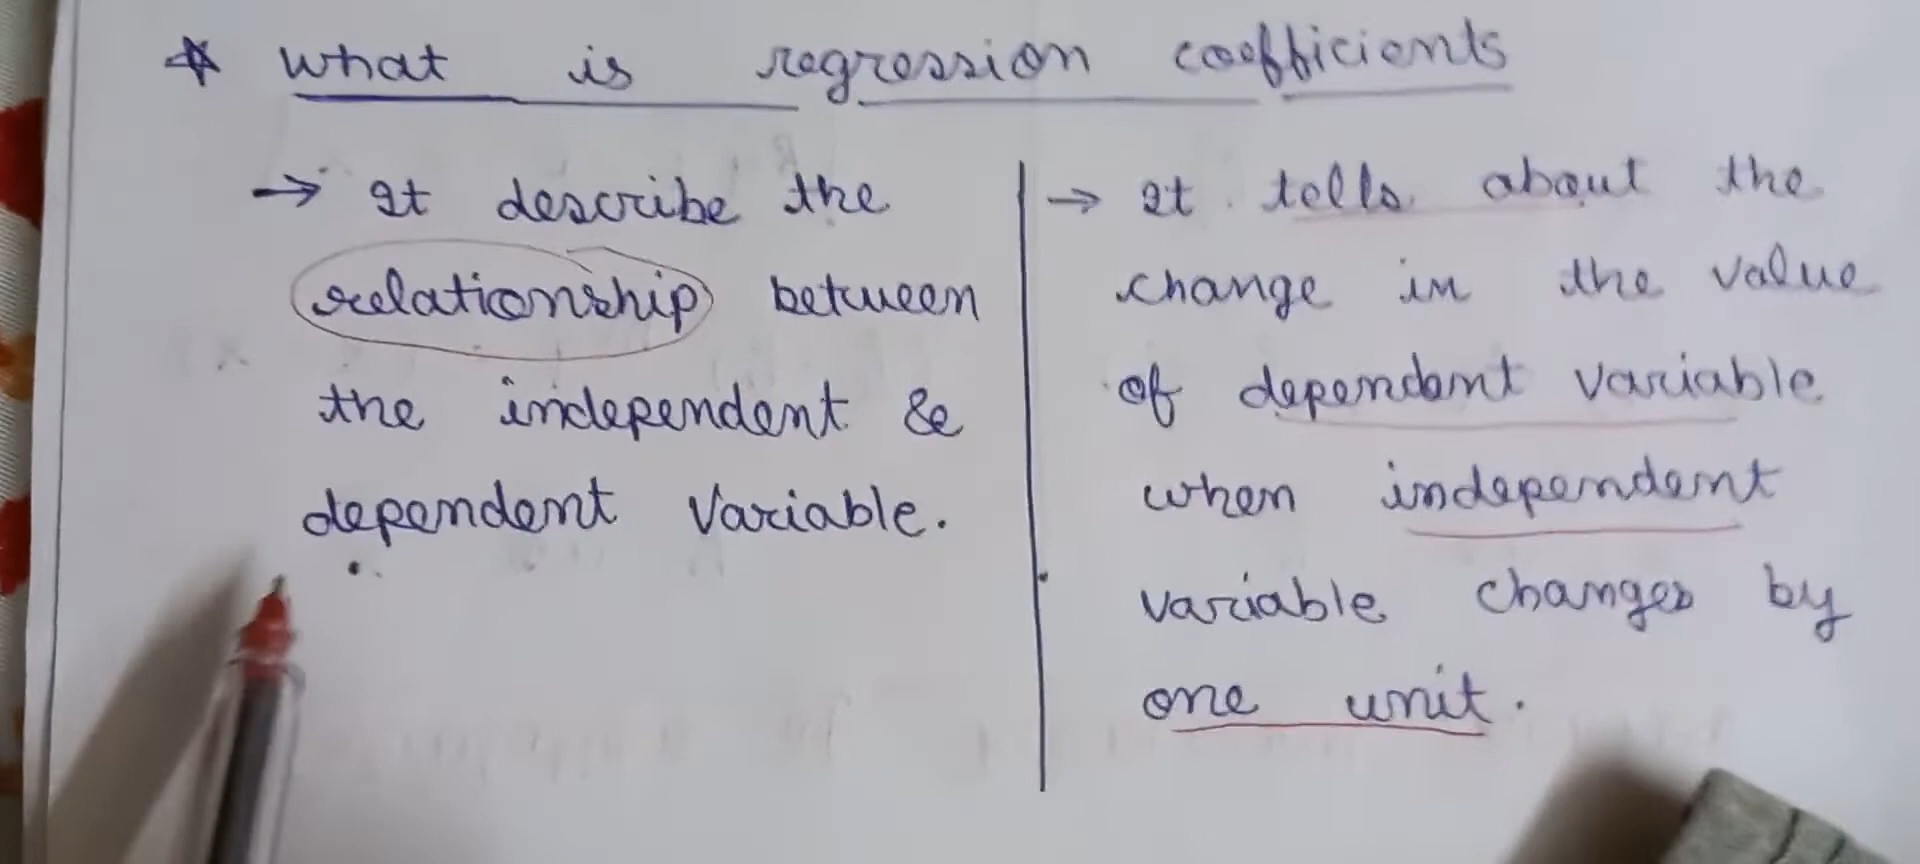 * What is regression coefficients
→ It describe the
relationship between
the independent &
dependent Variable.
→ It tells about the
change in the value
of dependent variable
when independent
variable changes by
one unit.